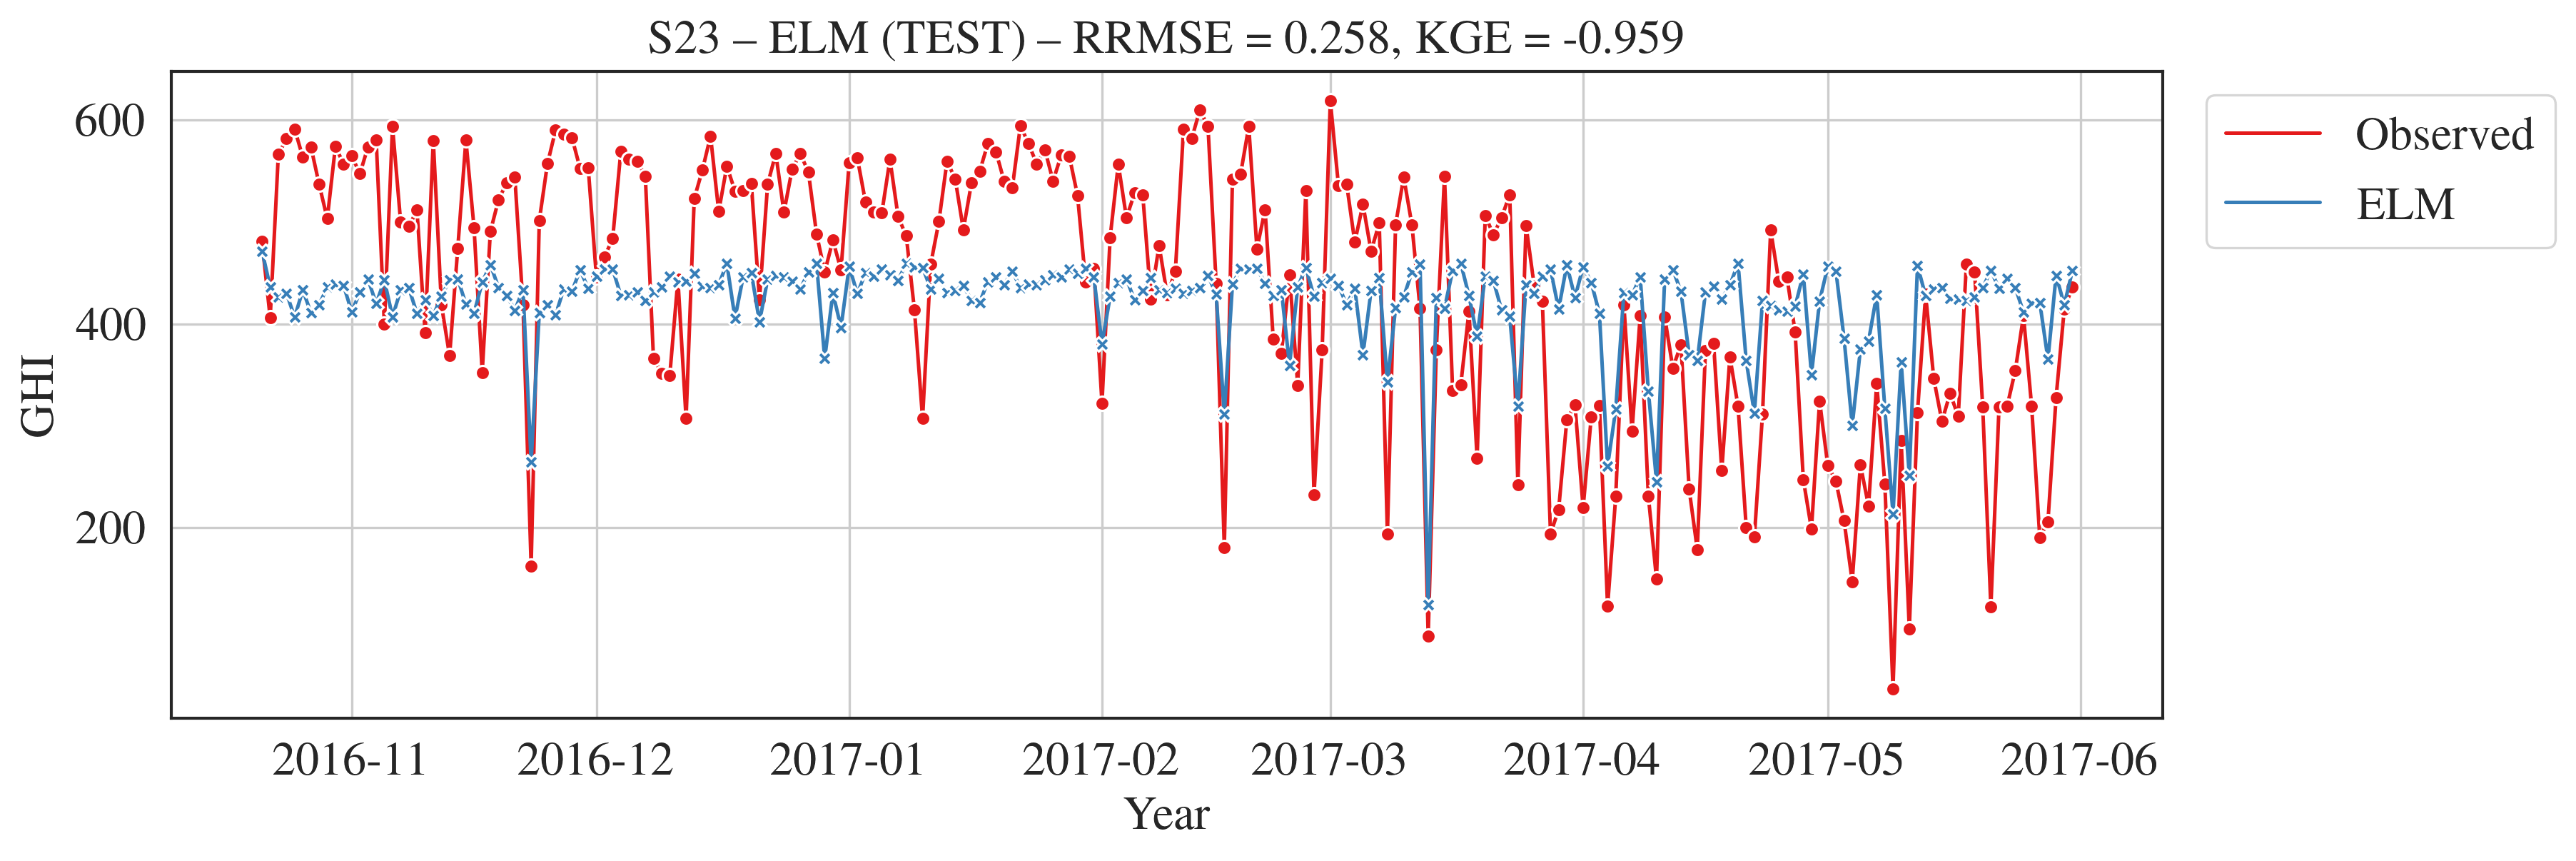 S23 – ELM (TEST) – RRMSE = 0.258, KGE = -0.959
600
400
200
GHI
2016-11 2016-12 2017-01 2017-02 2017-03 2017-04 2017-05 2017-06
Year
Observed
ELM